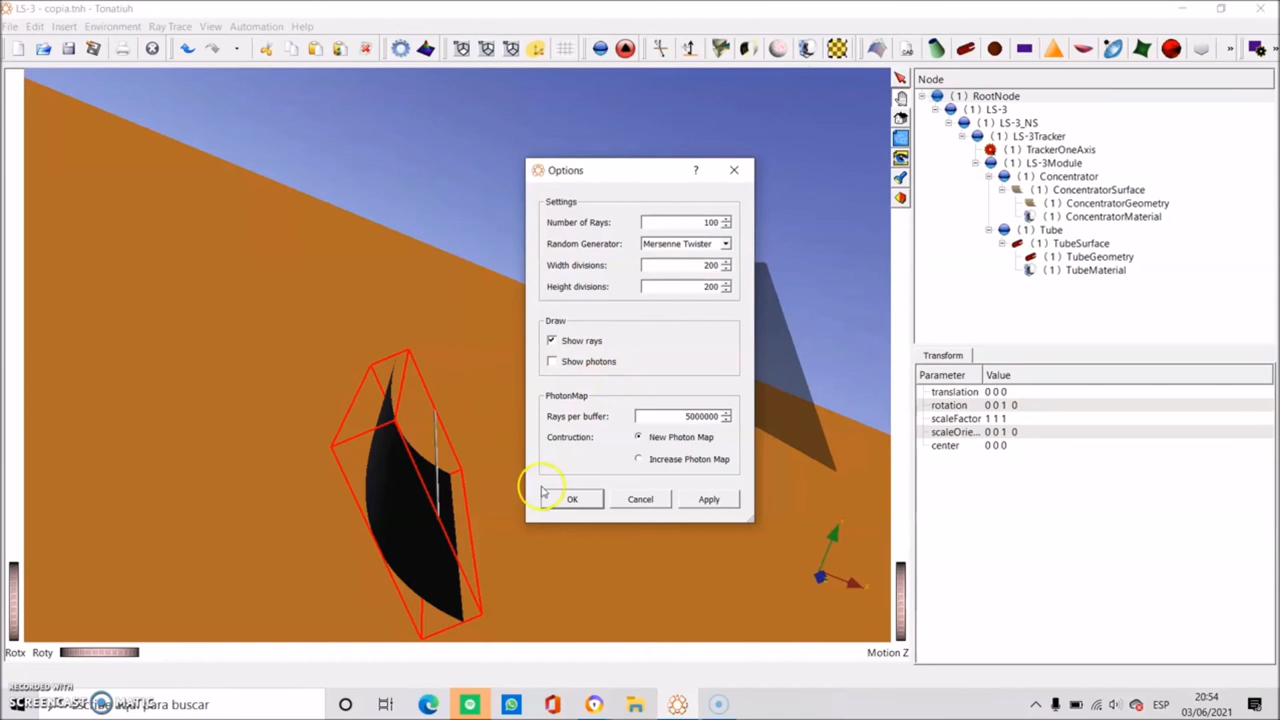 LS-3 - copia.tnh - Tonatiuh
File Edit Insert Environment Ray Trace View Automation Help
Node
(1) RootNode
(1) LS-3
(1) LS-3_NS
(1) LS-3Tracker
(1) TrackerOneAxis
(1) LS-3Module
(1) Concentrator
(1) ConcentratorSurface
(1) ConcentratorGeometry
(1) ConcentratorMaterial
(1) Tube
(1) TubeSurface
(1) TubeGeometry
(1) TubeMaterial
Options
?
Settings
Number of Rays: 100
Random Generator: Mersenne Twister
Width divisions: 200
Height divisions: 200
Draw
Show rays
Show photons
PhotonMap
Rays per buffer: 5000000
Contruction: New Photon Map
Increase Photon Map
OK Cancel Apply
Transform
Parameter Value
translation 0 0 0
rotation 0 0 1 0
scaleFactor 1 1 1
scaleOrie... 0 0 1 0
center 0 0 0
Rotx Roty Motion Z
RECORDED WITH
SCREENCAST MATIC
aquí para buscar
ESP
20:54
03/06/2021